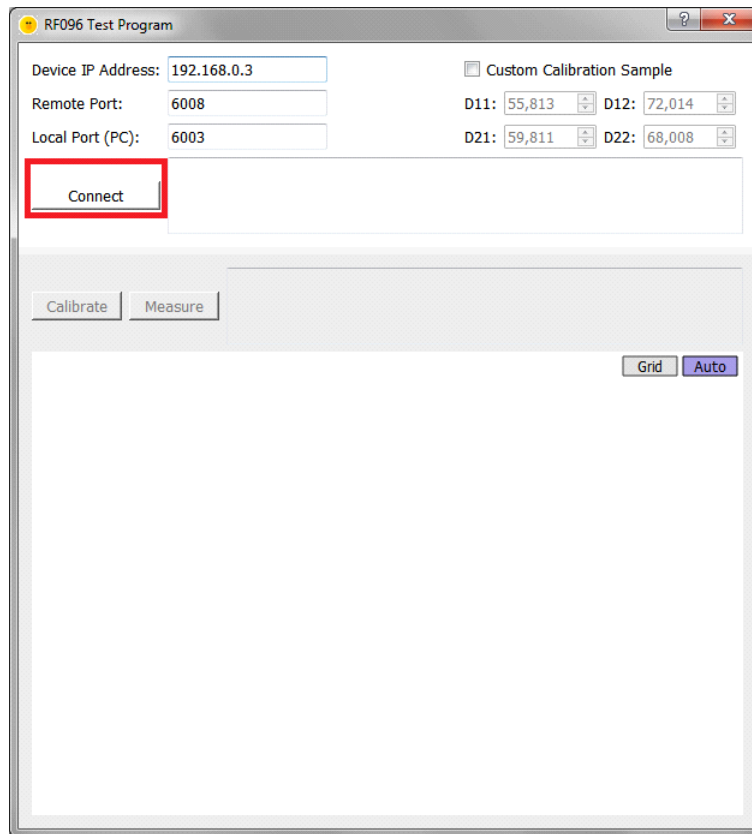 RF096 Test Program
Device IP Address: 192.168.0.3
Custom Calibration Sample
Remote Port: 6008
D11: 55,813 D12: 72,014
Local Port (PC): 6003
D21: 59,811 D22: 68,008
Connect
Calibrate Measure
Grid Auto